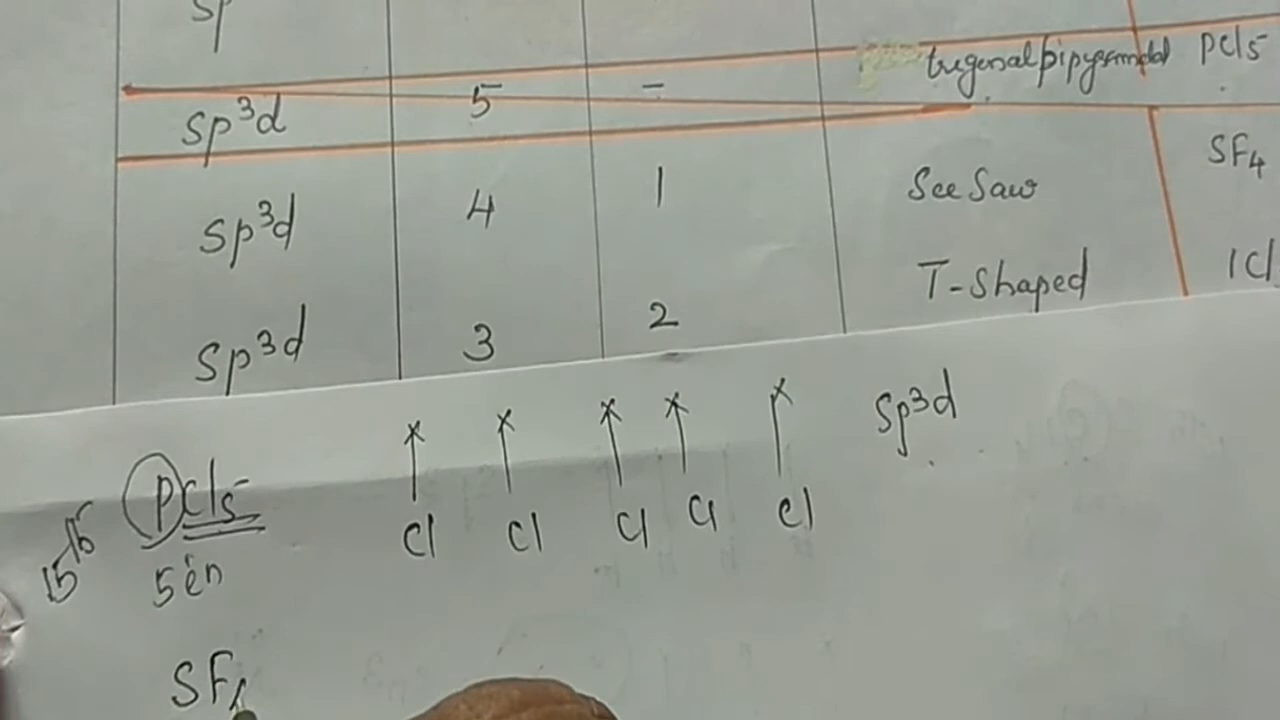 sp
sp³d 5 - trigonal bipyramidal PCl5
sp³d 4 1 See Saw SF4
sp³d 3 2 T-Shaped ICl
PCl5 sp³d
Cl Cl Cl Cl Cl
15
5 en
SF4